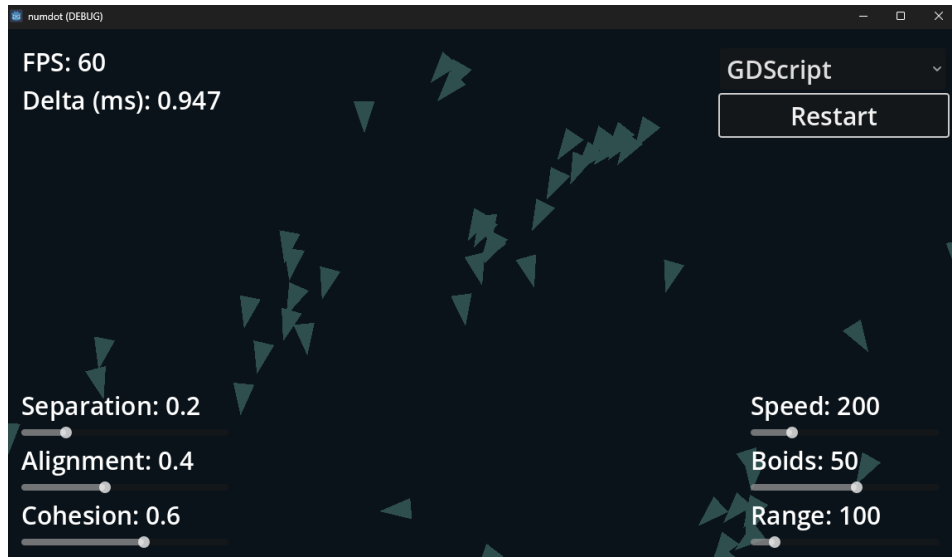 numdot (DEBUG)
FPS: 60
Delta (ms): 0.947
GDScript
Restart
Separation: 0.2
Alignment: 0.4
Cohesion: 0.6
Speed: 200
Boids: 50
Range: 100